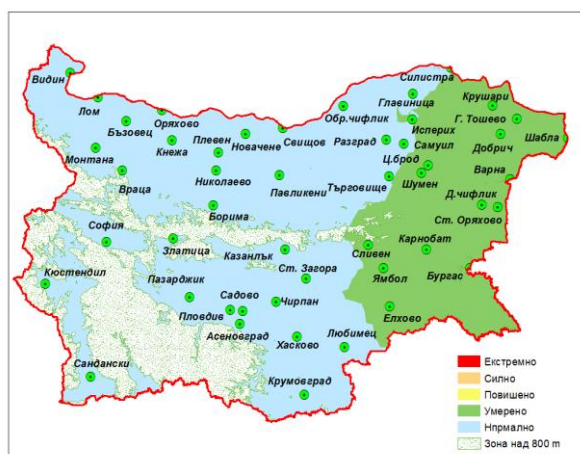 Видин
Лом
Бъзовец
Оряхово
Монтана
Враца
Кнежа
Плевен
Новачене
Свищов
Николаево
Павликени
Борима
Обр.чифлик
Силистра
Главиница
Исперих
Разград
Самуил
Ц.брод
Търговище
Шумен
Крушари
Г. Тошево
Добрич
Шабла
Варна
Д.чифлик
Ст. Оряхово
София
Златица
Казанлък
Сливен
Карнобат
Кюстендил
Пазарджик
Ст. Загора
Ямбол
Бургас
Садово
Пловдив
Чирпан
Асеновград
Елхово
Хасково
Любимец
Сандански
Крумовград
Екстремно
Силно
Повишено
Умерено
Нпрмално
Зона над 800 m